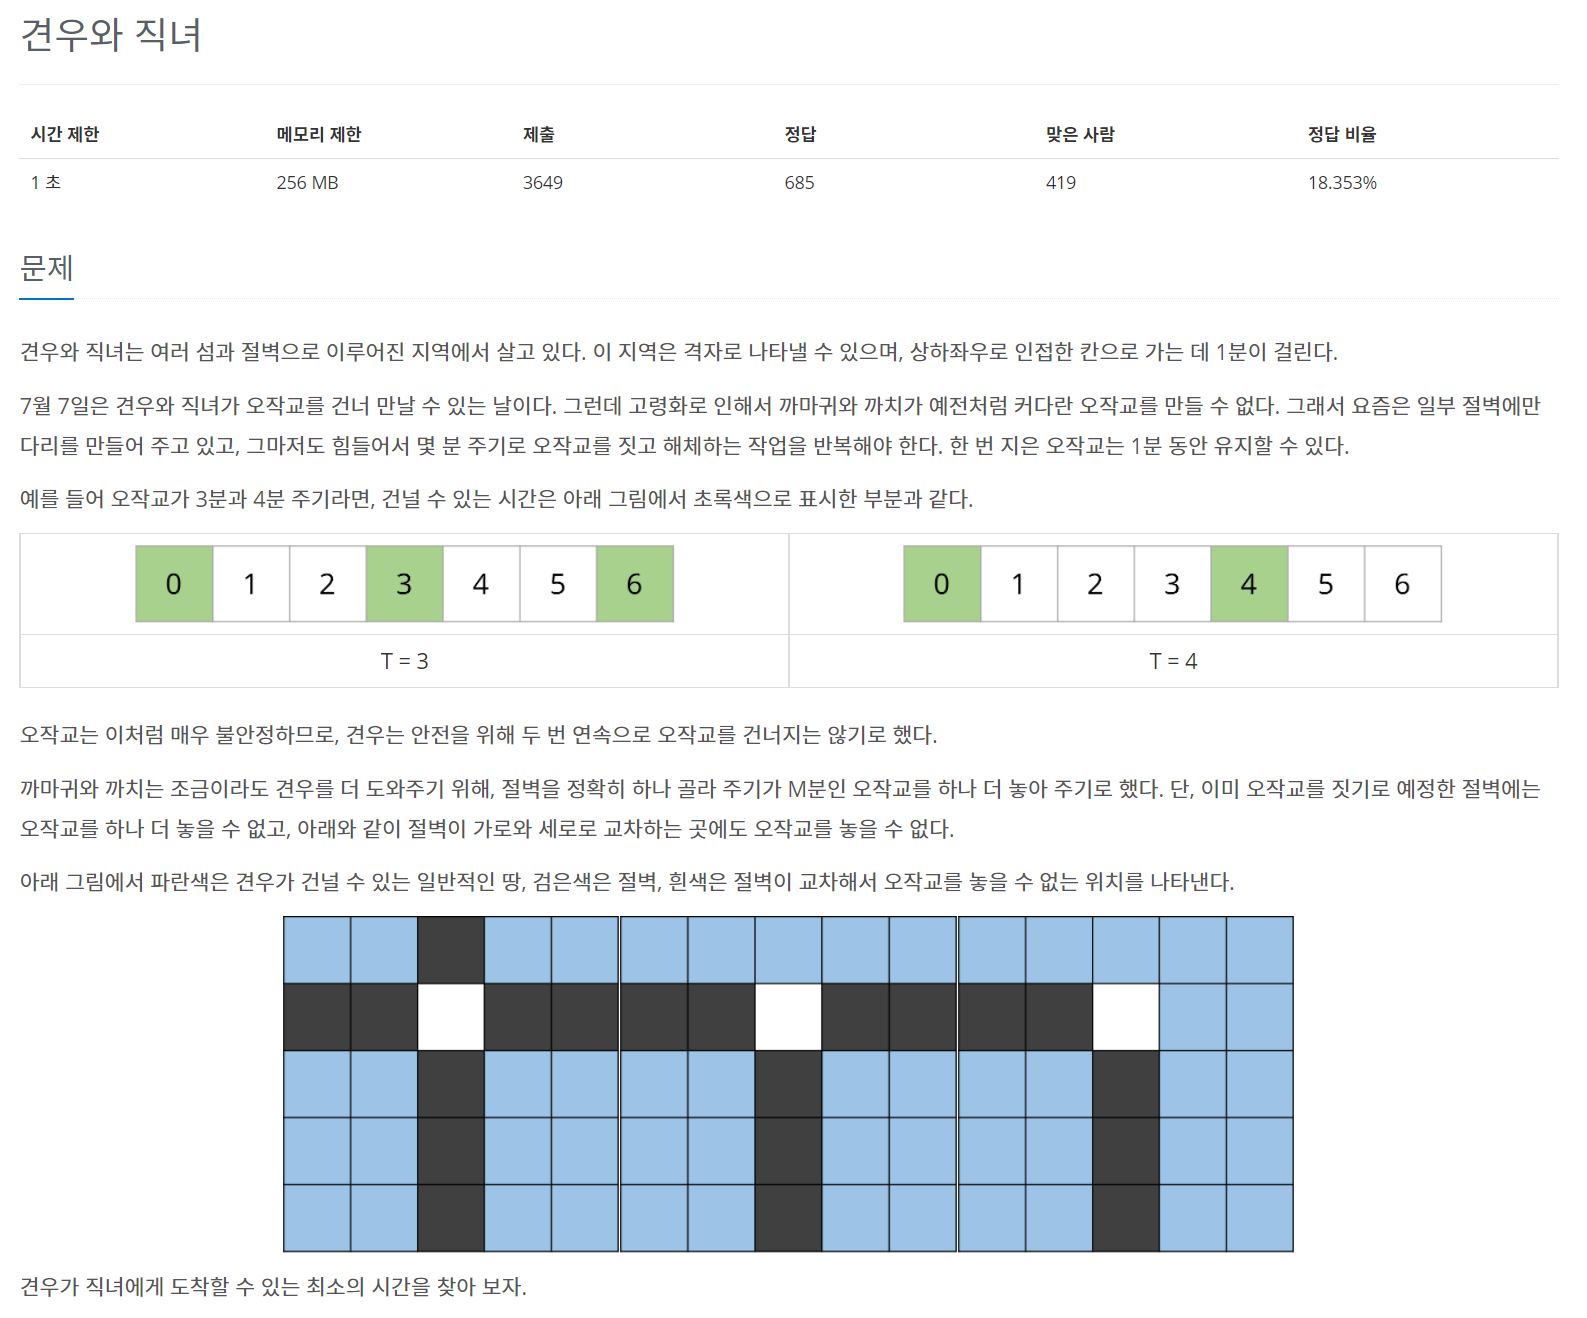 견우와 직녀
시간 제한 메모리 제한 제출 정답 맞은 사람 정답 비율
1 초 256 MB 3649 685 419 18.353%
문제
견우와 직녀는 여러 섬과 절벽으로 이루어진 지역에서 살고 있다. 이 지역은 격자로 나타낼 수 있으며, 상하좌우로 인접한 칸으로 가는 데 1분이 걸린다.
7월 7일은 견우와 직녀가 오작교를 건너 만날 수 있는 날이다. 그런데 고령화로 인해서 까마귀와 까치가 예전처럼 커다란 오작교를 만들 수 없다. 그래서 요즘은 일부 절벽에만
다리를 만들어 주고 있고, 그마저도 힘들어서 몇 분 주기로 오작교를 짓고 해체하는 작업을 반복해야 한다. 한 번 지은 오작교는 1분 동안 유지할 수 있다.
예를 들어 오작교가 3분과 4분 주기라면, 건널 수 있는 시간은 아래 그림에서 초록색으로 표시한 부분과 같다.
0 1 2 3 4 5 6 0 1 2 3 4 5 6
T = 3 T = 4
오작교는 이처럼 매우 불안정하므로, 견우는 안전을 위해 두 번 연속으로 오작교를 건너지는 않기로 했다.
까마귀와 까치는 조금이라도 견우를 더 도와주기 위해, 절벽을 정확히 하나 골라 주기가 M분인 오작교를 하나 더 놓아 주기로 했다. 단, 이미 오작교를 짓기로 예정한 절벽에는
오작교를 하나 더 놓을 수 없고, 아래와 같이 절벽이 가로와 세로로 교차하는 곳에도 오작교를 놓을 수 없다.
아래 그림에서 파란색은 견우가 건널 수 있는 일반적인 땅, 검은색은 절벽, 흰색은 절벽이 교차해서 오작교를 놓을 수 없는 위치를 나타낸다.
견우가 직녀에게 도착할 수 있는 최소의 시간을 찾아 보자.